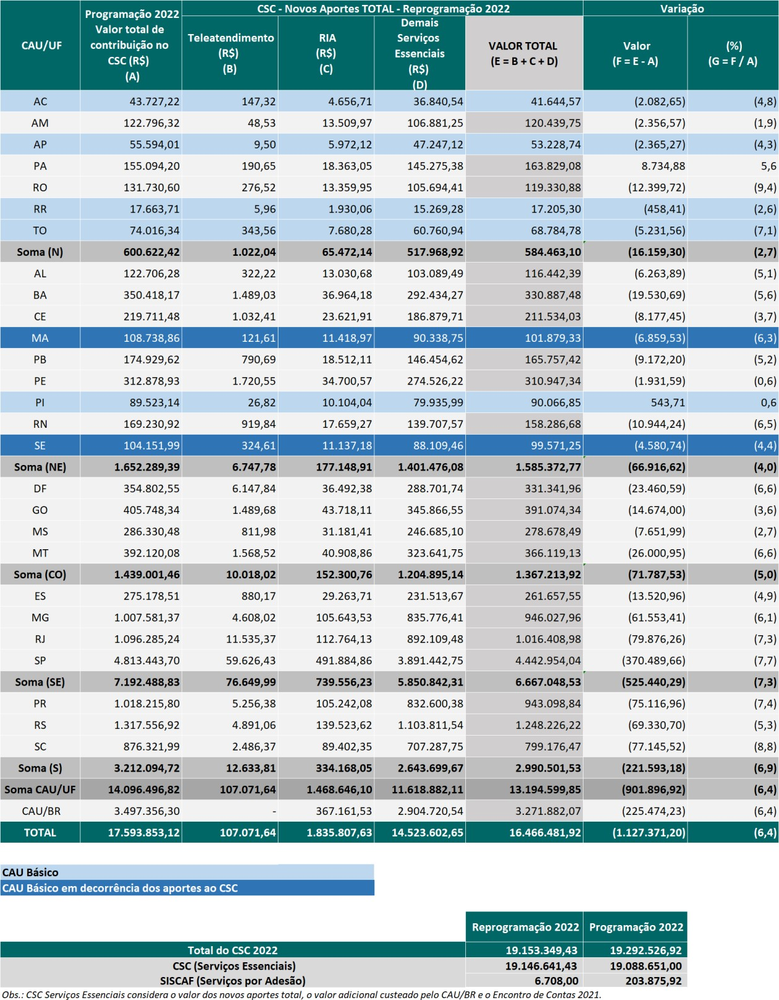 CAU/UF
Programação 2022
Valor total de
contribuição no
CSC (R$)
(A)
CSC - Novos Aportes TOTAL - Reprogramação 2022
Teleatendimento
(R$)
(B)
RIA
(R$)
(C)
Demais
Serviços
Essenciais
(R$)
(D)
VALOR TOTAL
(E = B + C + D)
Variação
Valor
(F = E - A)
(%)
(G = F / A)
AC 43.727,22 147,32 4.656,71 36.840,54 41.644,57 (2.082,65) (4,8)
AM 122.796,32 48,53 13.509,97 106.881,25 120.439,75 (2.356,57) (1,9)
AP 55.594,01 9,50 5.972,12 47.247,12 53.228,74 (2.365,27) (4,3)
PA 155.094,20 190,65 18.363,05 145.275,38 163.829,08 8.734,88 5,6
RO 131.730,60 276,52 13.359,95 105.694,41 119.330,88 (12.399,72) (9,4)
RR 17.663,71 5,96 1.930,06 15.269,28 17.205,30 (458,41) (2,6)
TO 74.016,34 343,56 7.680,28 60.760,94 68.784,78 (5.231,56) (7,1)
Soma (N) 600.622,42 1.022,04 65.472,14 517.968,92 584.463,10 (16.159,30) (2,7)
AL 122.706,28 322,22 13.030,68 103.089,49 116.442,39 (6.263,89) (5,1)
BA 350.418,17 1.489,03 36.964,18 292.434,27 330.887,48 (19.530,69) (5,6)
CE 219.711,48 1.032,41 23.621,91 186.879,71 211.534,03 (8.177,45) (3,7)
MA 108.738,86 121,61 11.418,97 90.338,75 101.879,33 (6.859,53) (6,3)
PB 174.929,62 790,69 18.512,11 146.454,62 165.757,42 (9.172,20) (5,2)
PE 312.878,93 1.720,55 34.700,57 274.526,22 310.947,34 (1.931,59) (0,6)
PI 89.523,14 26,82 10.104,04 79.935,99 90.066,85 543,71 0,6
RN 169.230,92 919,84 17.659,27 139.707,57 158.286,68 (10.944,24) (6,5)
SE 104.151,99 324,61 11.137,18 88.109,46 99.571,25 (4.580,74) (4,4)
Soma (NE) 1.652.289,39 6.747,78 177.148,91 1.401.476,08 1.585.372,77 (66.916,62) (4,0)
DF 354.802,55 6.147,84 36.492,38 288.701,74 331.341,96 (23.460,59) (6,6)
GO 405.748,34 1.489,68 43.718,11 345.866,55 391.074,34 (14.674,00) (3,6)
MS 286.330,48 811,98 31.181,41 246.685,10 278.678,49 (7.651,99) (2,7)
MT 392.120,08 1.568,52 40.908,86 323.641,75 366.119,13 (26.000,95) (6,6)
Soma (CO) 1.439.001,46 10.018,02 152.300,76 1.204.895,14 1.367.213,92 (71.787,53) (5,0)
ES 275.178,51 880,17 29.263,71 231.513,67 261.657,55 (13.520,96) (4,9)
MG 1.007.581,37 4.608,02 105.643,53 835.776,41 946.027,96 (61.553,41) (6,1)
RJ 1.096.285,24 11.535,37 112.764,13 892.109,48 1.016.408,98 (79.876,26) (7,3)
SP 4.813.443,70 59.626,43 491.884,86 3.891.442,75 4.442.954,04 (370.489,66) (7,7)
Soma (SE) 7.192.488,83 76.649,99 739.556,23 5.850.842,31 6.667.048,53 (525.440,29) (7,3)
PR 1.018.215,80 5.256,38 105.242,08 832.600,38 943.098,84 (75.116,96) (7,4)
RS 1.317.556,92 4.891,06 139.523,62 1.103.811,54 1.248.226,22 (69.330,70) (5,3)
SC 876.321,99 2.486,37 89.402,35 707.287,75 799.176,47 (77.145,52) (8,8)
Soma (S) 3.212.094,72 12.633,81 334.168,05 2.643.699,67 2.990.501,53 (221.593,18) (6,9)
Soma CAU/UF 14.096.496,82 107.071,64 1.468.646,10 11.618.882,11 13.194.599,85 (901.896,92) (6,4)
CAU/BR 3.497.356,30 - 367.161,53 2.904.720,54 3.271.882,07 (225.474,23) (6,4)
TOTAL 17.593.853,12 107.071,64 1.835.807,63 14.523.602,65 16.466.481,92 (1.127.371,20) (6,4)
CAU Básico
CAU Básico em decorrência dos aportes ao CSC
Reprogramação 2022 Programação 2022
Total do CSC 2022 19.153.349,43 19.292.526,92
CSC (Serviços Essenciais) 19.146.641,43 19.088.651,00
SISCAF (Serviços por Adesão) 6.708,00 203.875,92
Obs.: CSC Serviços Essenciais considera o valor dos novos aportes total, o valor adicional custeado pelo CAU/BR e o Encontro de Contas 2021.